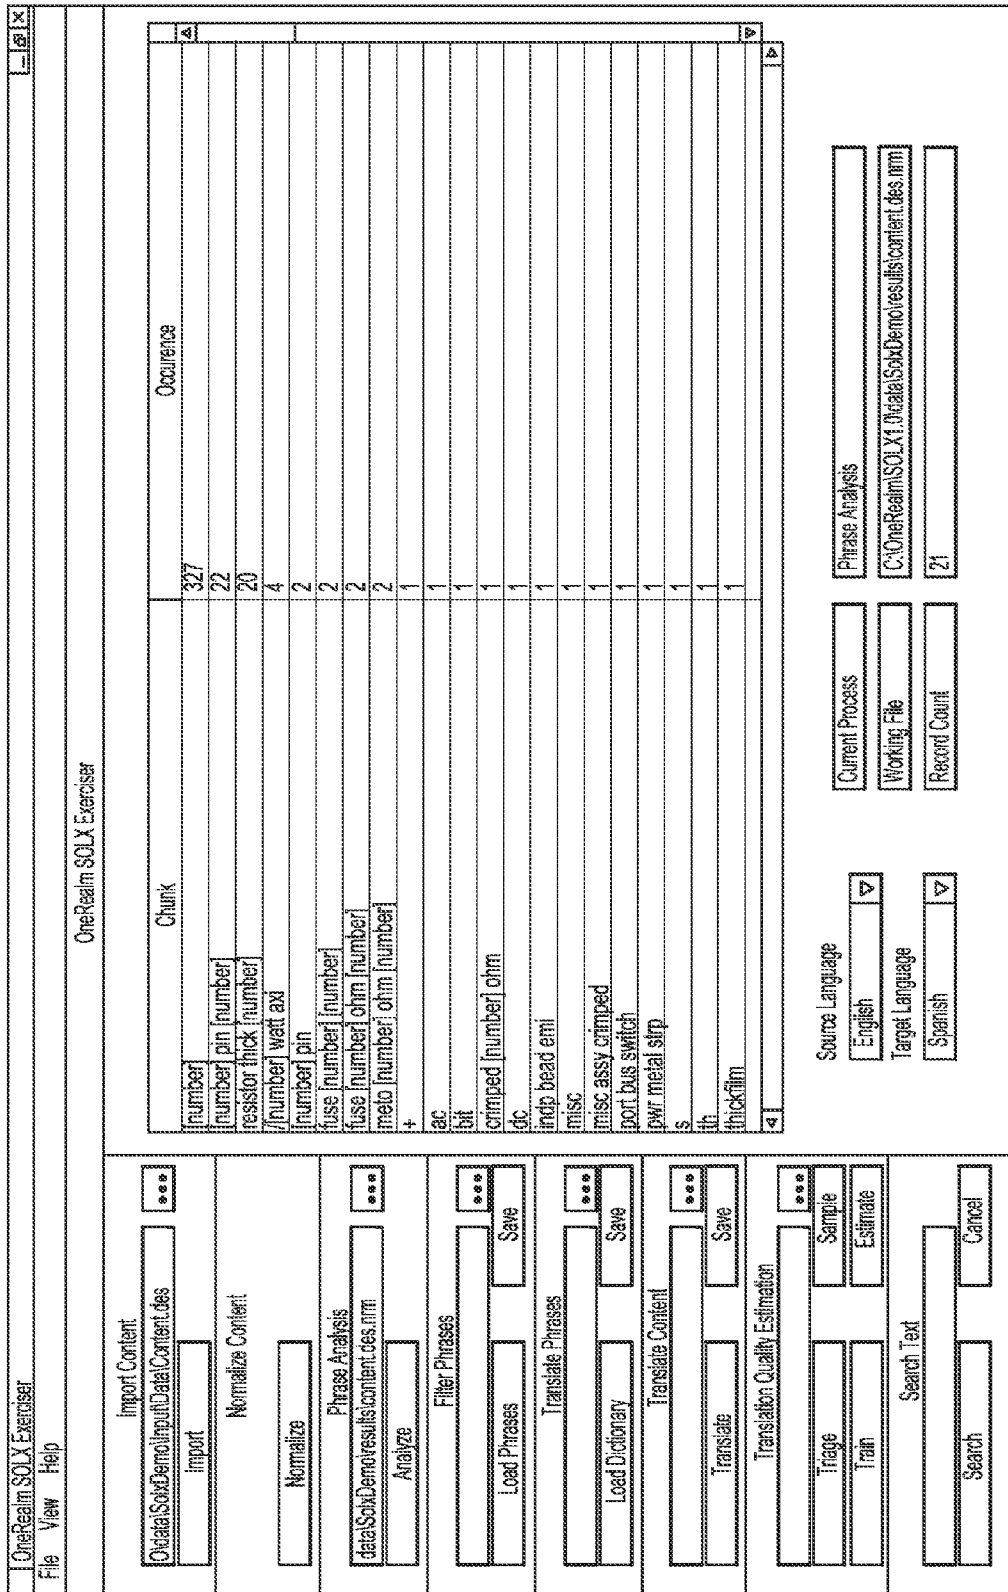 OneRealm SOLX Exerciser
File View Help
OneRealm SOLX Exerciser
Import Content
0\data\SolxDemo\Input\Data\Content.des
Import
Normalize Content
Normalize
Phrase Analysis
data\SolxDemo\results\content.des.nrm
Analyze
Filter Phrases
Load Phrases Save
Translate Phrases
Load Dictionary Save
Translate Content
Translate Save
Translation Quality Estimation
Triage Sample
Train Estimate
Search Text
Search Cancel
Chunk Occurence
[number] 327
[number] pin [number] 22
resistor thick [number] 20
/[number] watt axl 4
[number] pin 2
fuse [number] [number] 2
fuse [number] ohm [number] 2
meto [number] ohm [number] 2
+ 1
ac 1
bit 1
crimped [number] ohm 1
dc 1
indp bead emi 1
misc 1
misc assy crimped 1
port bus switch 1
pwr metal strp 1
s 1
th 1
thickfilm 1
Source Language
English
Target Language
Spanish
Current Process Phrase Analysis
Working File C:\OneRealm\SOLX1.0\data\SolxDemo\results\content.des.nrm
Record Count 21